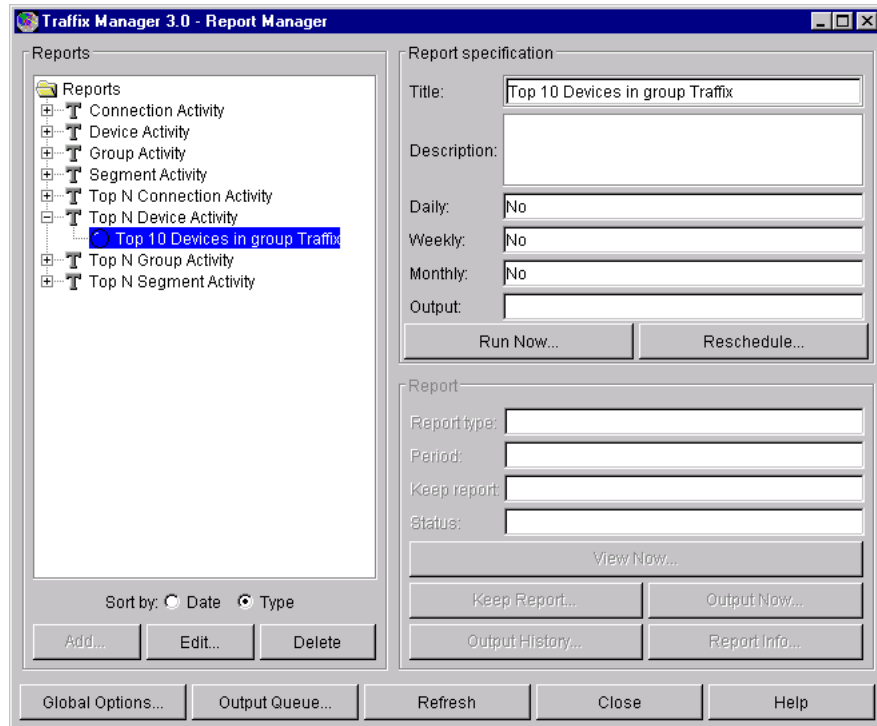 Traffix Manager 3.0 - Report Manager
Reports
Reports
Connection Activity
Device Activity
Group Activity
Segment Activity
Top N Connection Activity
Top N Device Activity
Top 10 Devices in group Traffix
Top N Group Activity
Top N Segment Activity
Sort by: Date Type
Add... Edit... Delete
Report specification
Title: Top 10 Devices in group Traffix
Description:
Daily: No
Weekly: No
Monthly: No
Output:
Run Now... Reschedule...
Report
Report type:
Period:
Keep report:
Status:
View Now...
Keep Report... Output Now...
Output History... Report Info...
Global Options... Output Queue... Refresh Close Help